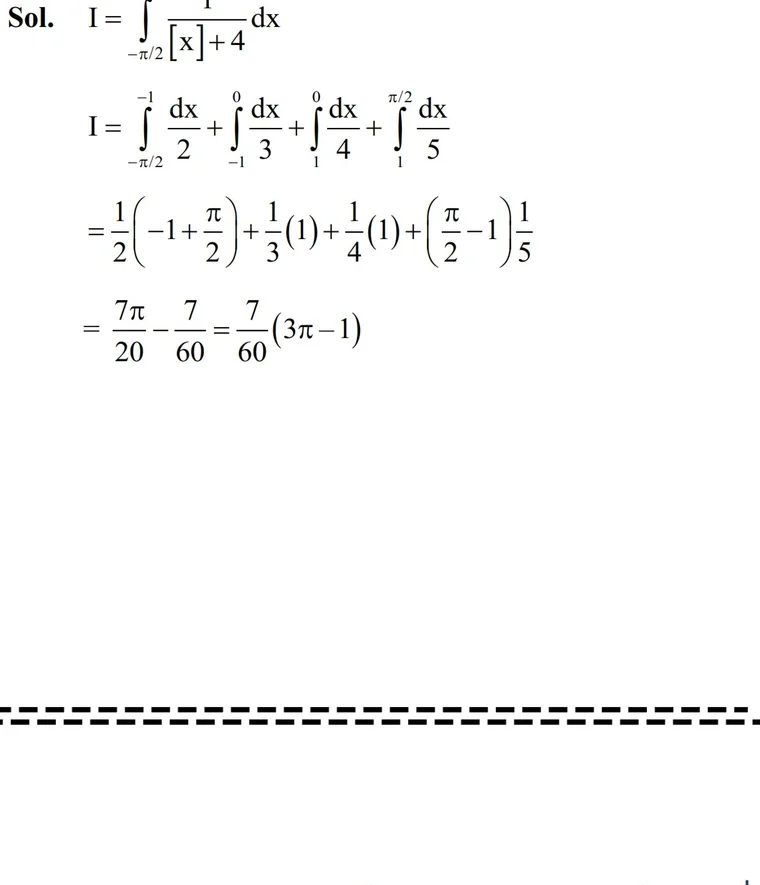 Sol. I = ∫_{−π/2} 1/([x]+4) dx
I = ∫_{−π/2}^{−1} dx/2 + ∫_{−1}^{0} dx/3 + ∫_{1}^{0} dx/4 + ∫_{1}^{π/2} dx/5
= 1/2(−1 + π/2) + 1/3(1) + 1/4(1) + (π/2 − 1)1/5
= 7π/20 − 7/60 = 7/60(3π − 1)